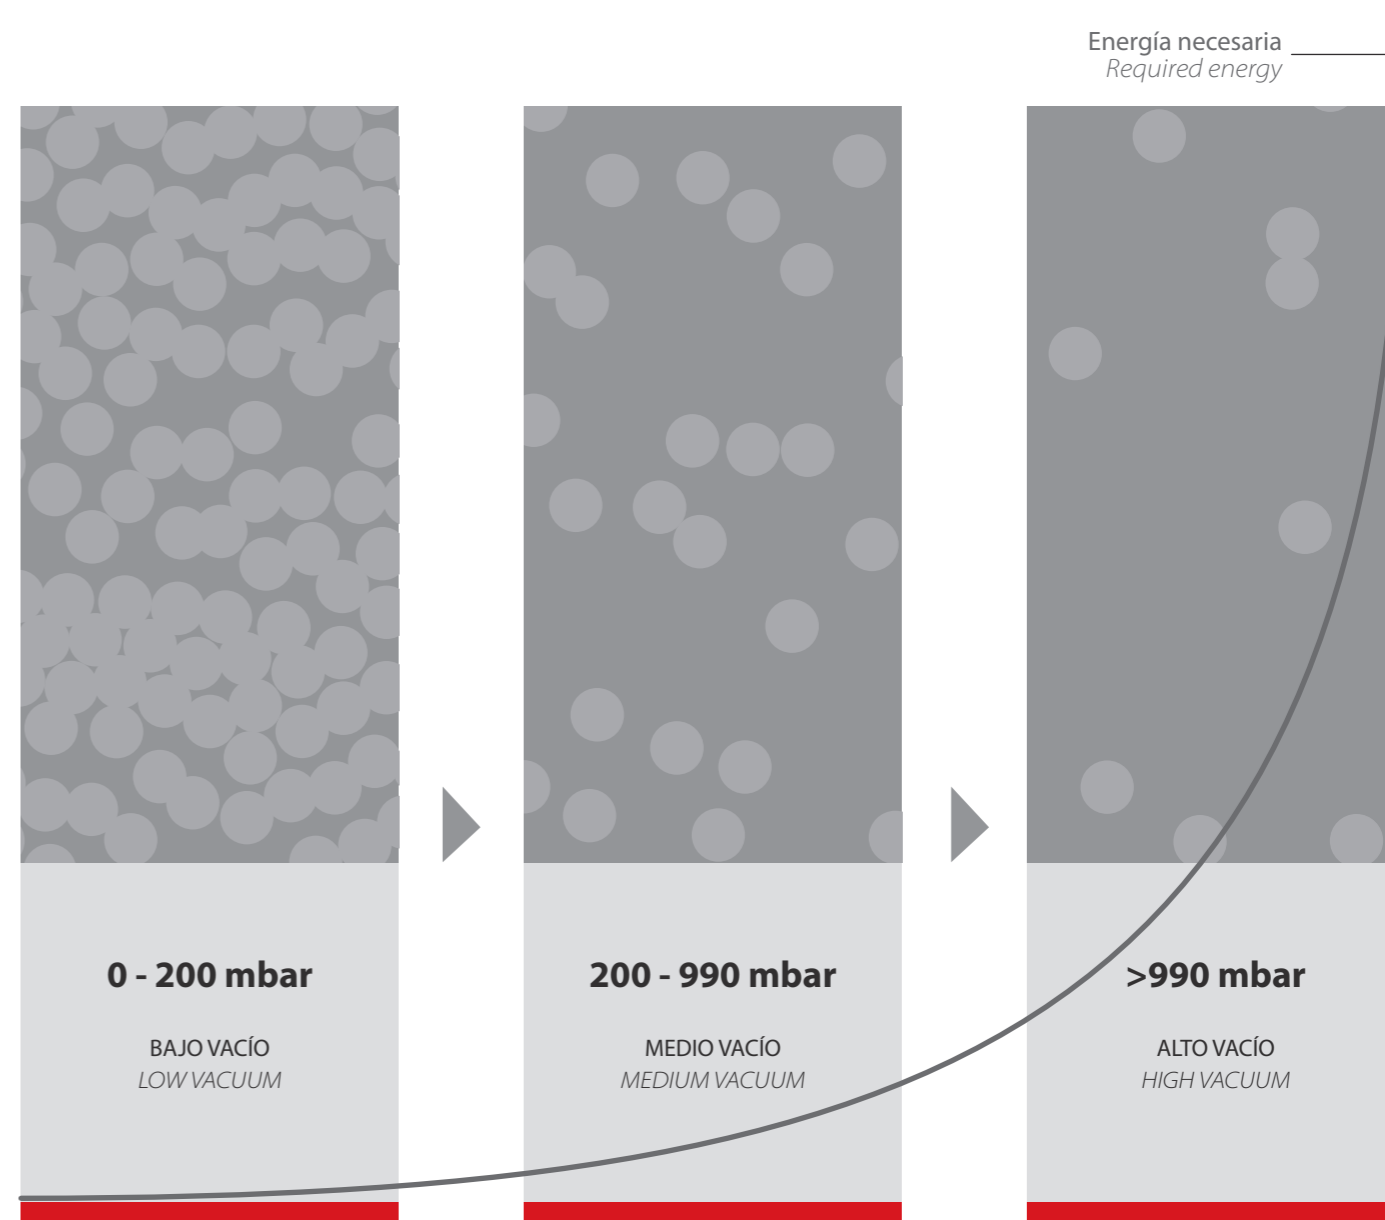 Energía necesaria
Required energy
0 - 200 mbar
BAJO VACÍO
LOW VACUUM
200 - 990 mbar
MEDIO VACÍO
MEDIUM VACUUM
>990 mbar
ALTO VACÍO
HIGH VACUUM